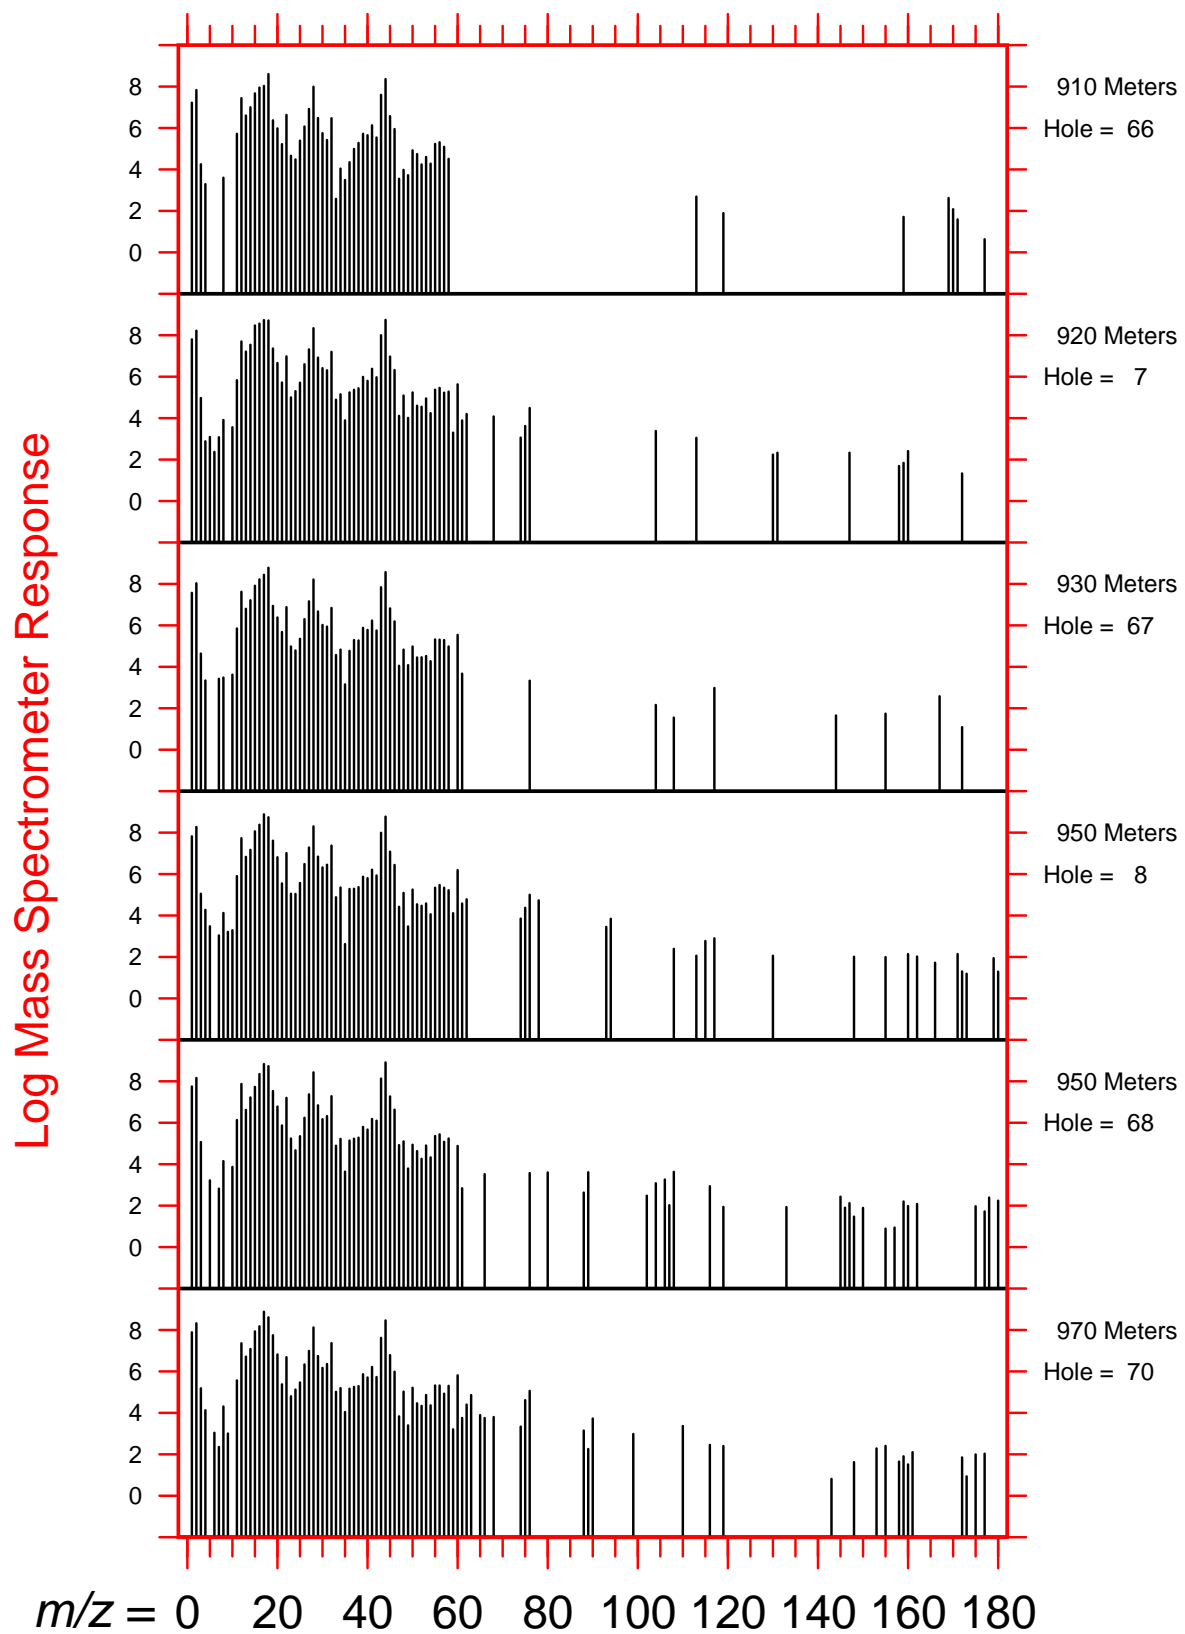 Log Mass Spectrometer Response
8
6
4
2
0
910 Meters
Hole = 66
8
6
4
2
0
920 Meters
Hole = 7
8
6
4
2
0
930 Meters
Hole = 67
8
6
4
2
0
950 Meters
Hole = 8
8
6
4
2
0
950 Meters
Hole = 68
8
6
4
2
0
970 Meters
Hole = 70
m/z = 0 20 40 60 80 100 120 140 160 180